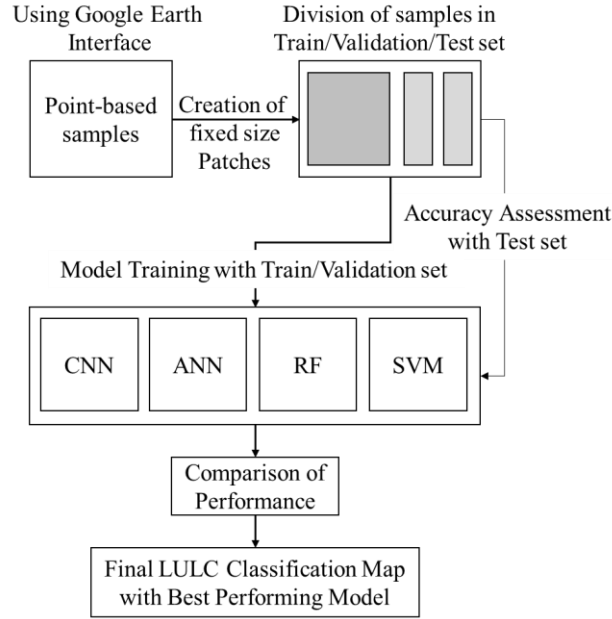 Using Google Earth
Interface
Division of samples in
Train/Validation/Test set
Point-based
samples
Creation of
fixed size
Patches
Accuracy Assessment
with Test set
Model Training with Train/Validation set
CNN
ANN
RF
SVM
Comparison of
Performance
Final LULC Classification Map
with Best Performing Model